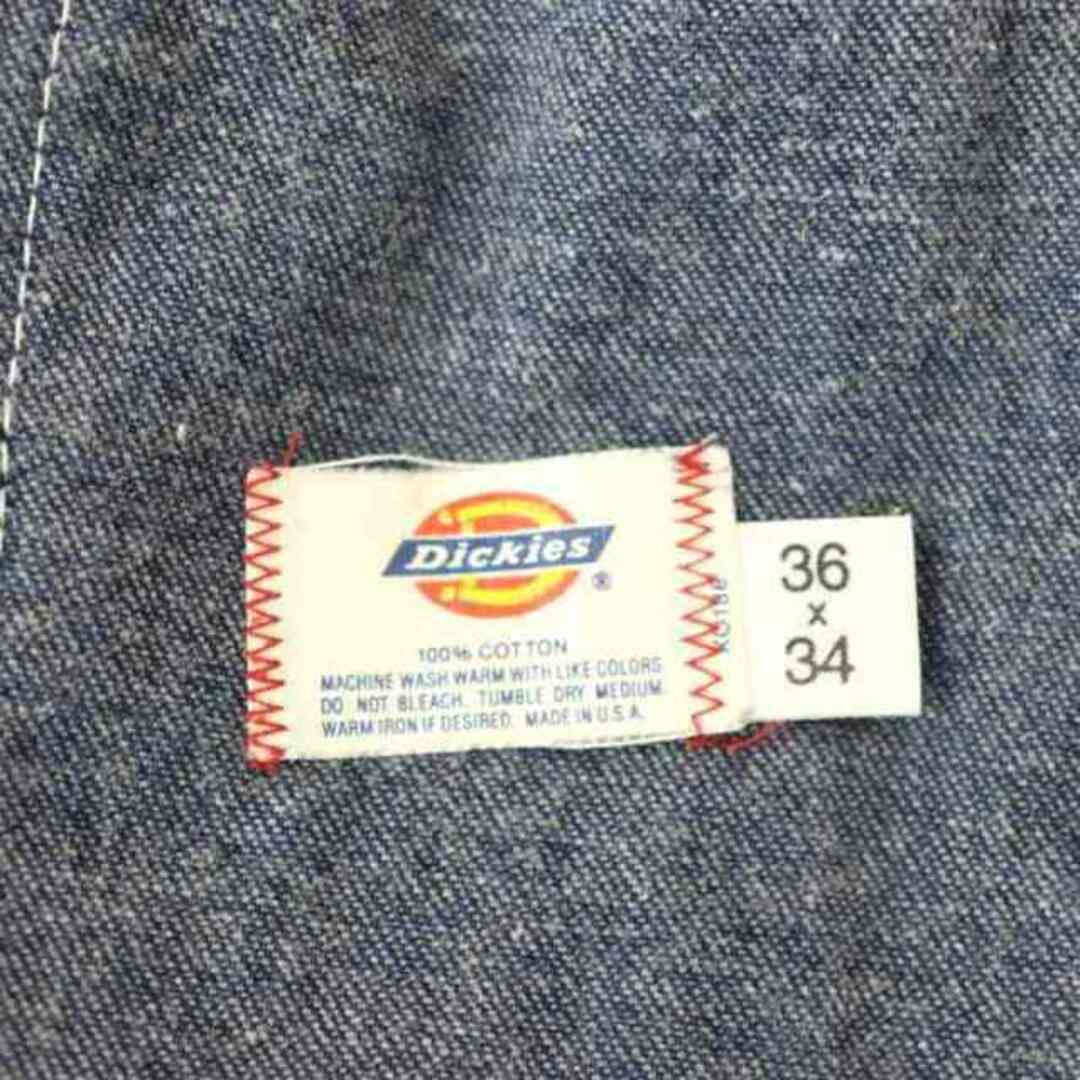 Dickies
®
100% COTTON
MACHINE WASH WARM WITH LIKE COLORS
DO NOT BLEACH. TUMBLE DRY MEDIUM.
WARM IRON IF DESIRED. MADE IN U.S.A.
36
x
34